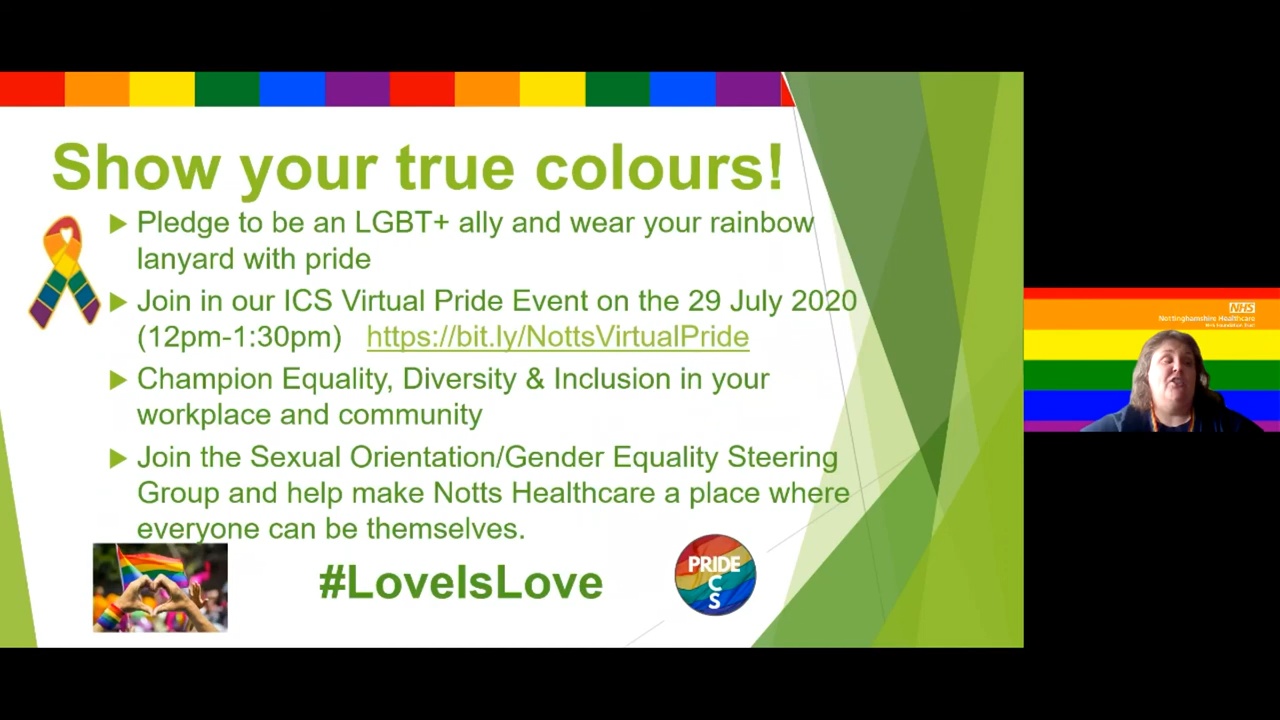 Show your true colours!
Pledge to be an LGBT+ ally and wear your rainbow
lanyard with pride
Join in our ICS Virtual Pride Event on the 29 July 2020
(12pm-1:30pm) https://bit.ly/NottsVirtualPride
Champion Equality, Diversity & Inclusion in your
workplace and community
Join the Sexual Orientation/Gender Equality Steering
Group and help make Notts Healthcare a place where
everyone can be themselves.
#LoveIsLove
PRIDE
C
S
NHS
Nottinghamshire Healthcare
NHS Foundation Trust